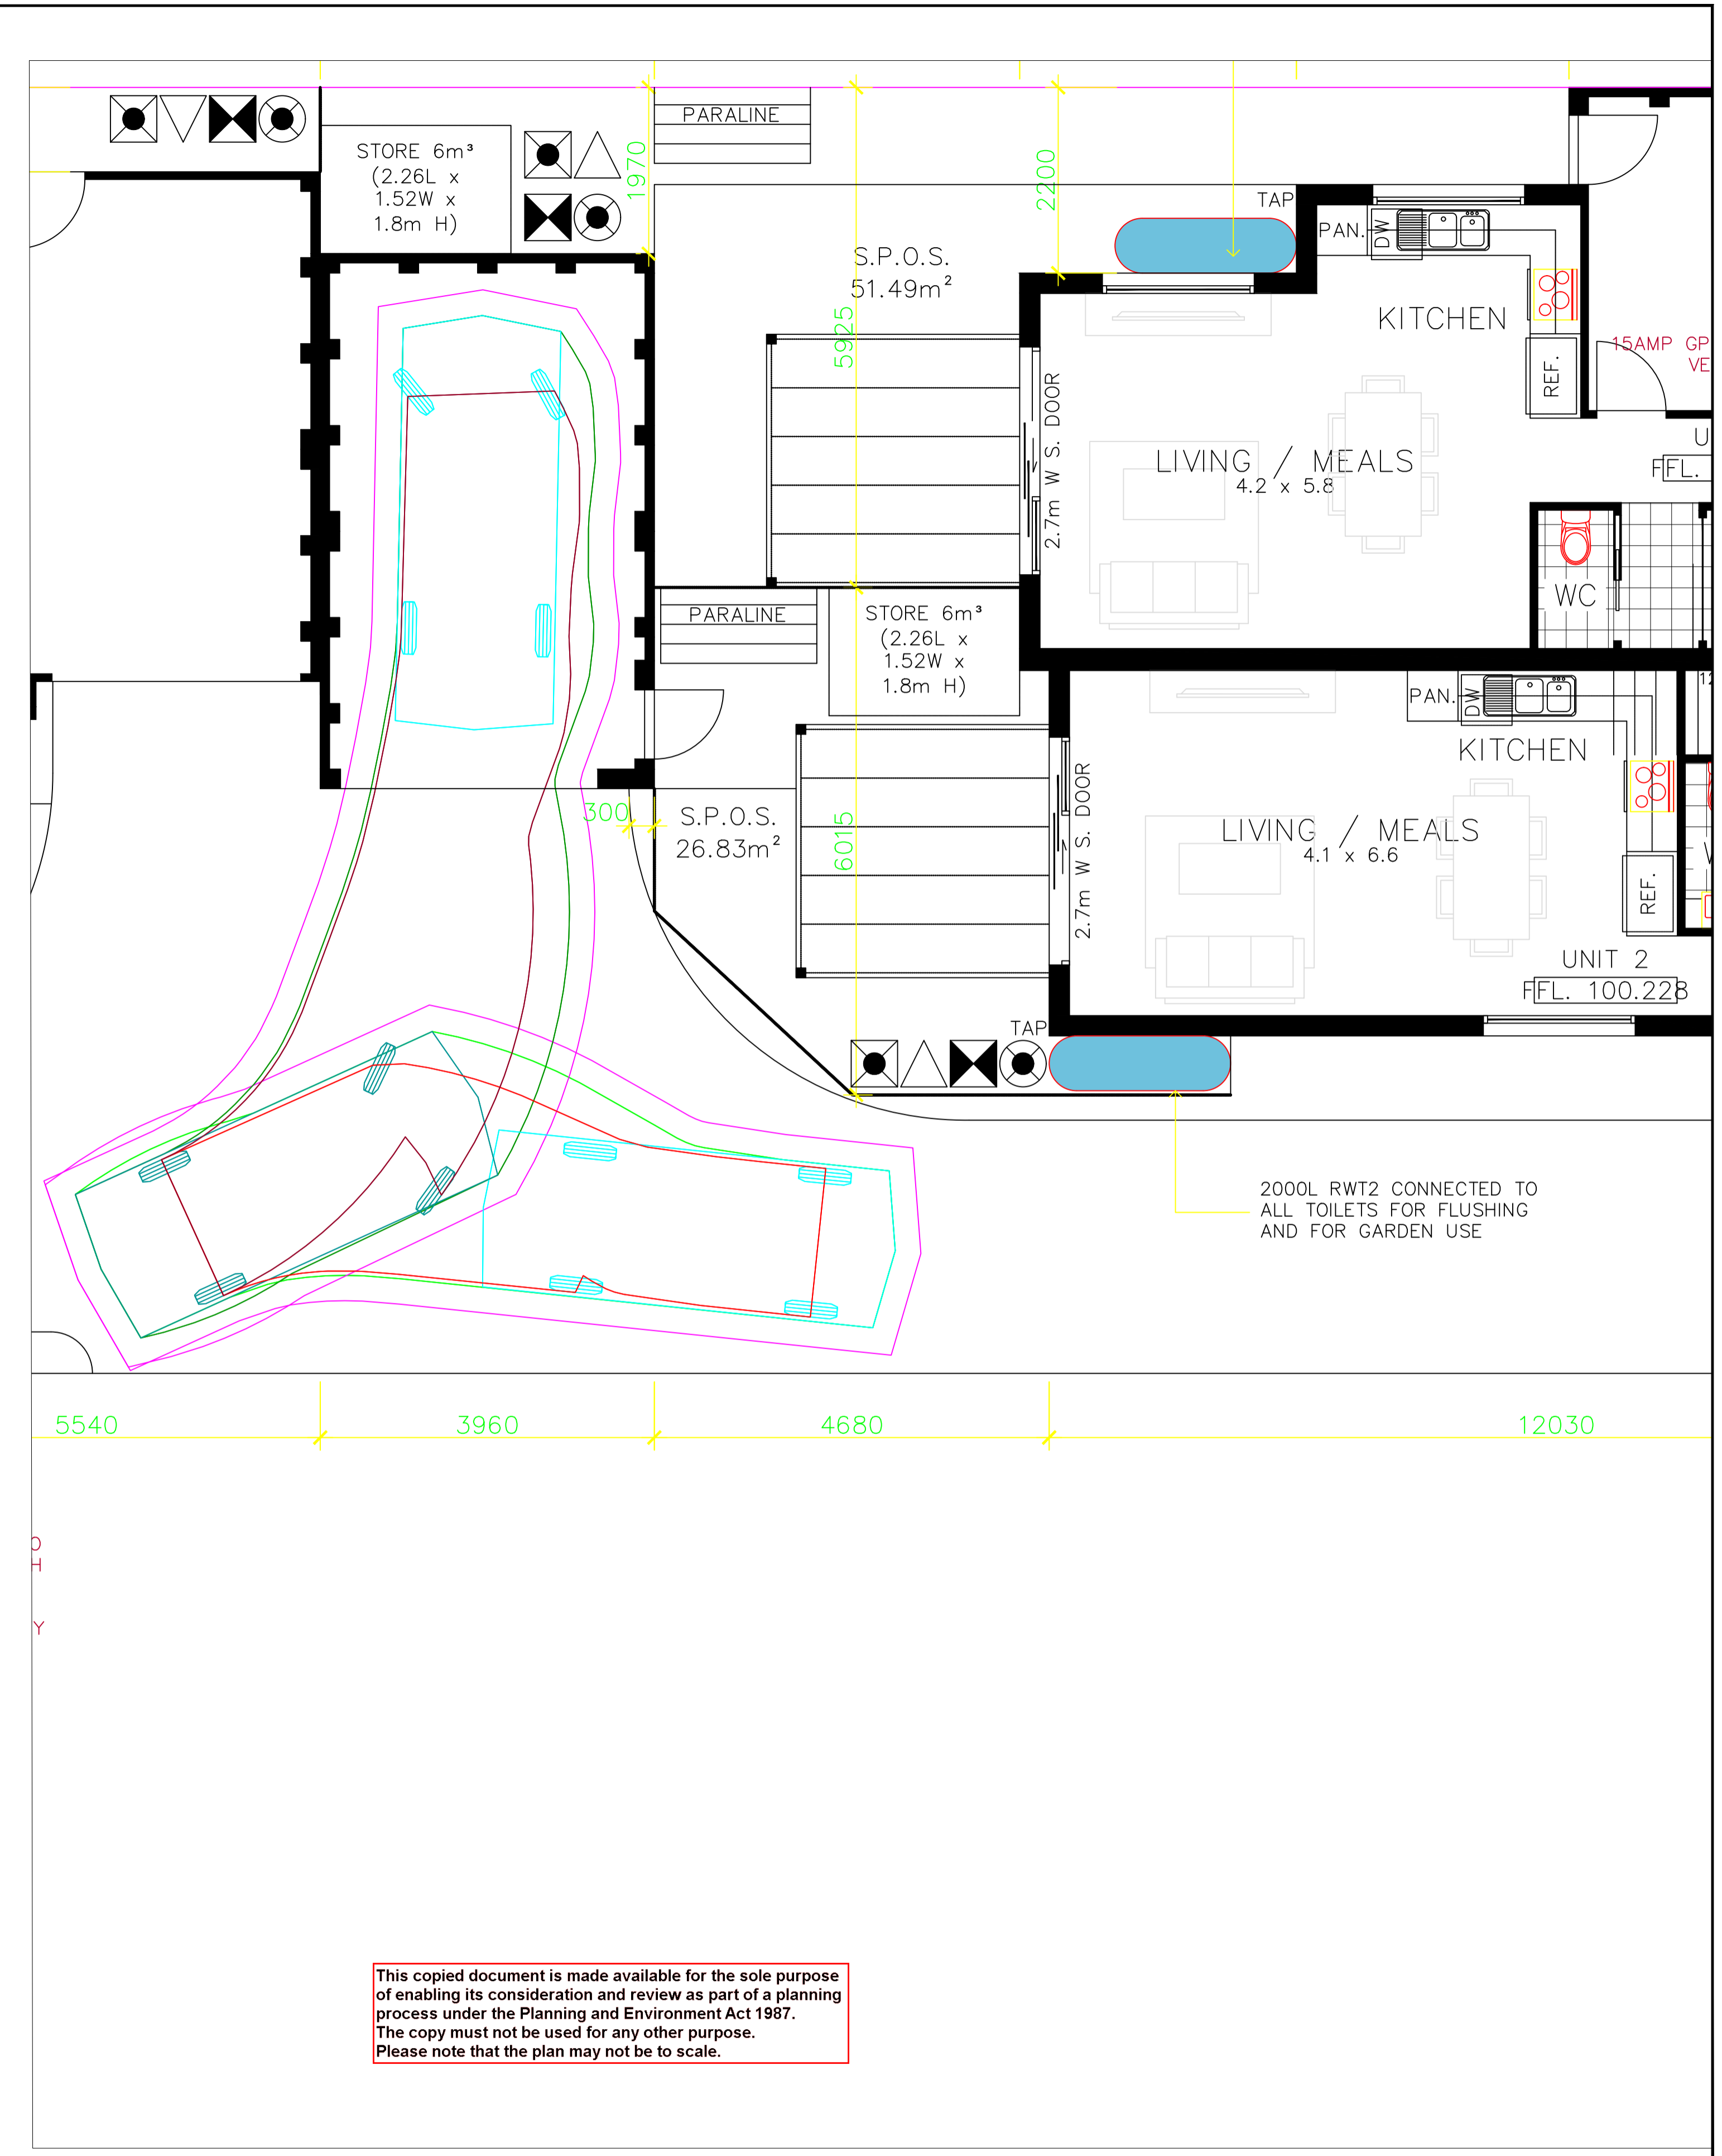 PARALINE
STORE 6m³
(2.26L x
1.52W x
1.8m H)
1970
2200
TAP
PAN.
DW
S.P.O.S.
51.49m²
5925
KITCHEN
15AMP GP
VE
REF.
2.7m W S. DOOR
LIVING / MEALS
4.2 x 5.8
U
FFL.
WC
PARALINE
STORE 6m³
(2.26L x
1.52W x
1.8m H)
PAN.
DW
12
KITCHEN
300
S.P.O.S.
26.83m²
6015
2.7m W S. DOOR
LIVING / MEALS
4.1 x 6.6
REF.
UNIT 2
FFL. 100.228
TAP
2000L RWT2 CONNECTED TO
ALL TOILETS FOR FLUSHING
AND FOR GARDEN USE
5540
3960
4680
12030
O
H
Y
This copied document is made available for the sole purpose
of enabling its consideration and review as part of a planning
process under the Planning and Environment Act 1987.
The copy must not be used for any other purpose.
Please note that the plan may not be to scale.